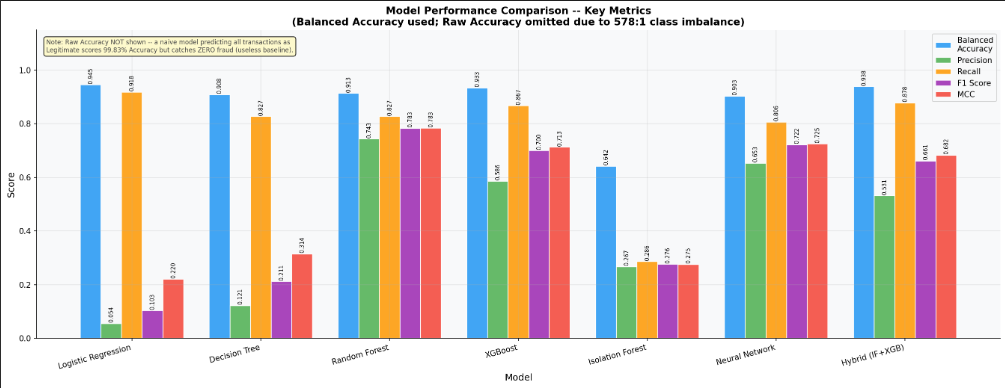 Model Performance Comparison -- Key Metrics
(Balanced Accuracy used; Raw Accuracy omitted due to 578:1 class imbalance)
Note: Raw Accuracy NOT shown -- a naive model predicting all transactions as
Legitimate scores 99.83% Accuracy but catches ZERO fraud (useless baseline).
Balanced
Accuracy
Precision
Recall
F1 Score
MCC
Score
1.0
0.8
0.6
0.4
0.2
0.0
0.945
0.054
0.918
0.103
0.220
0.908
0.121
0.827
0.211
0.314
0.913
0.743
0.827
0.783
0.783
0.933
0.586
0.867
0.700
0.713
0.642
0.267
0.286
0.276
0.275
0.903
0.653
0.806
0.722
0.725
0.938
0.531
0.878
0.661
0.682
Logistic Regression
Decision Tree
Random Forest
XGBoost
Isolation Forest
Neural Network
Hybrid (IF+XGB)
Model